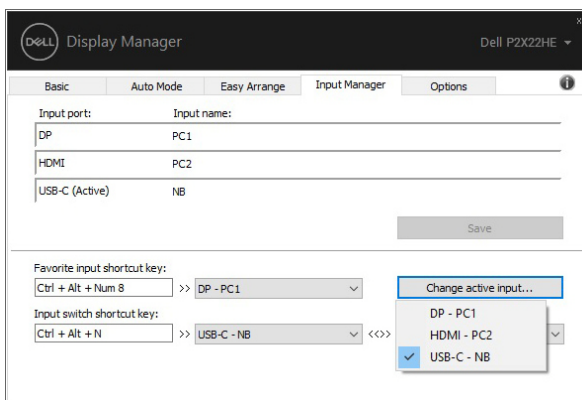 DELL Display Manager Dell P2X22HE
Basic Auto Mode Easy Arrange Input Manager Options
Input port: Input name:
DP PC1
HDMI PC2
USB-C (Active) NB
Save
Favorite input shortcut key:
Ctrl + Alt + Num 8 >> DP - PC1 Change active input...
Input switch shortcut key:
Ctrl + Alt + N >> USB-C - NB <<>>
DP - PC1
HDMI - PC2
USB-C - NB